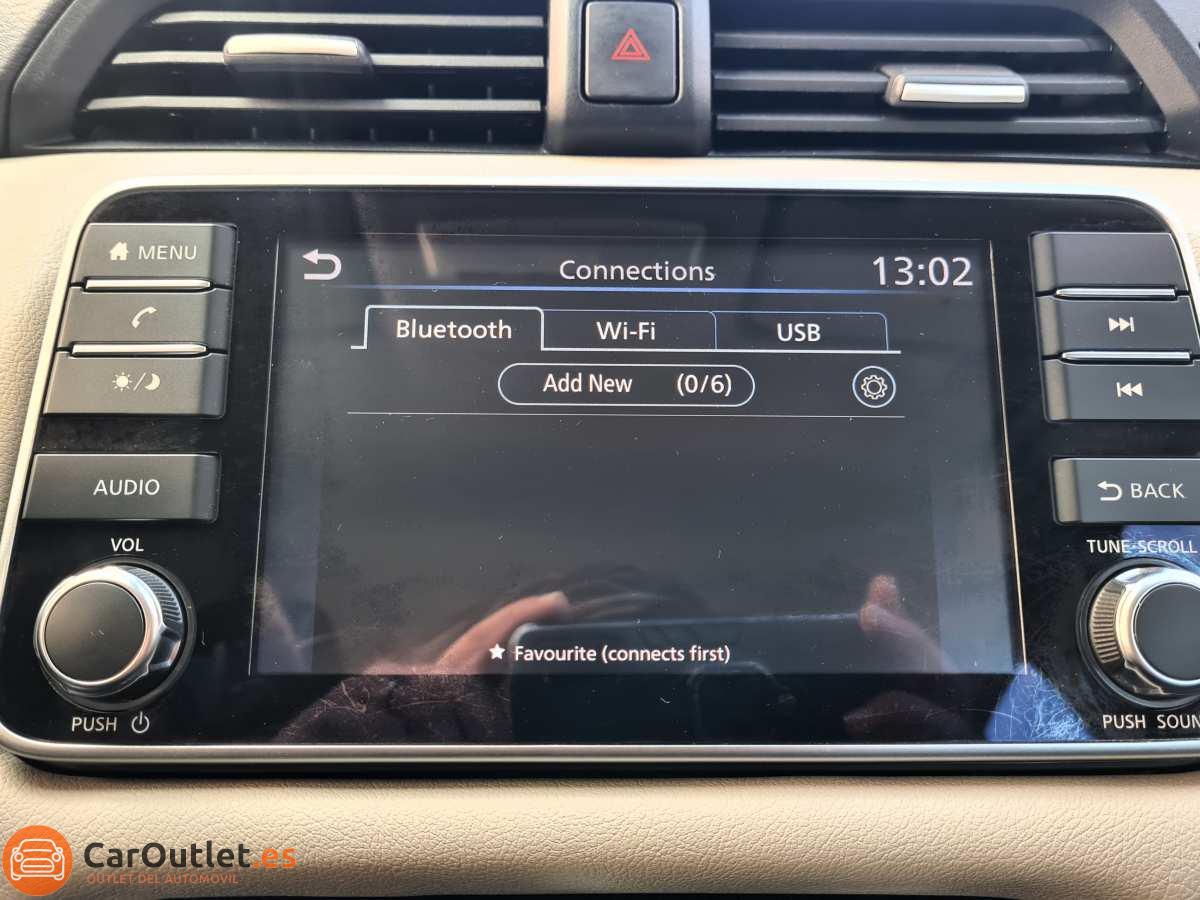 MENU
Connections
13:02
Bluetooth
Wi-Fi
USB
Add New (0/6)
AUDIO
BACK
VOL
TUNE·SCROLL
Favourite (connects first)
PUSH
PUSH SOUN
CarOutlet.es
OUTLET DEL AUTOMÓVIL